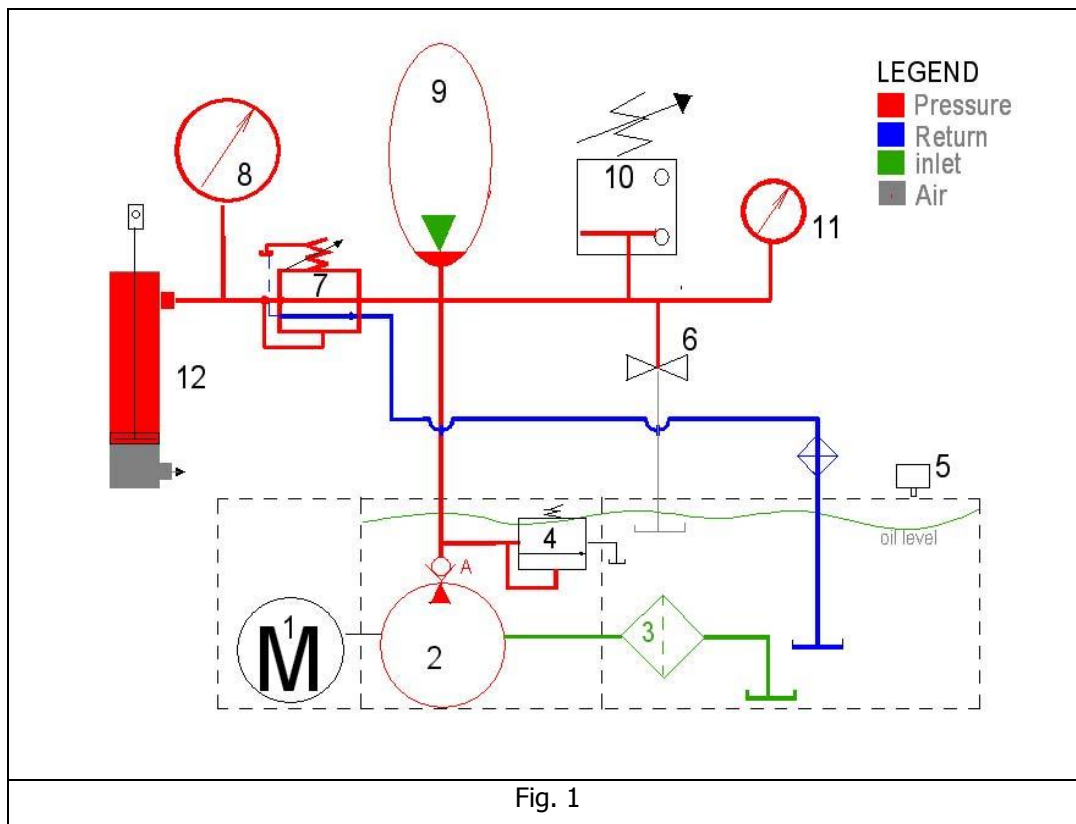 LEGEND
Pressure
Return
inlet
Air
9
8
10
11
7
6
12
5
oil level
4
A
1
M
2
3
Fig. 1